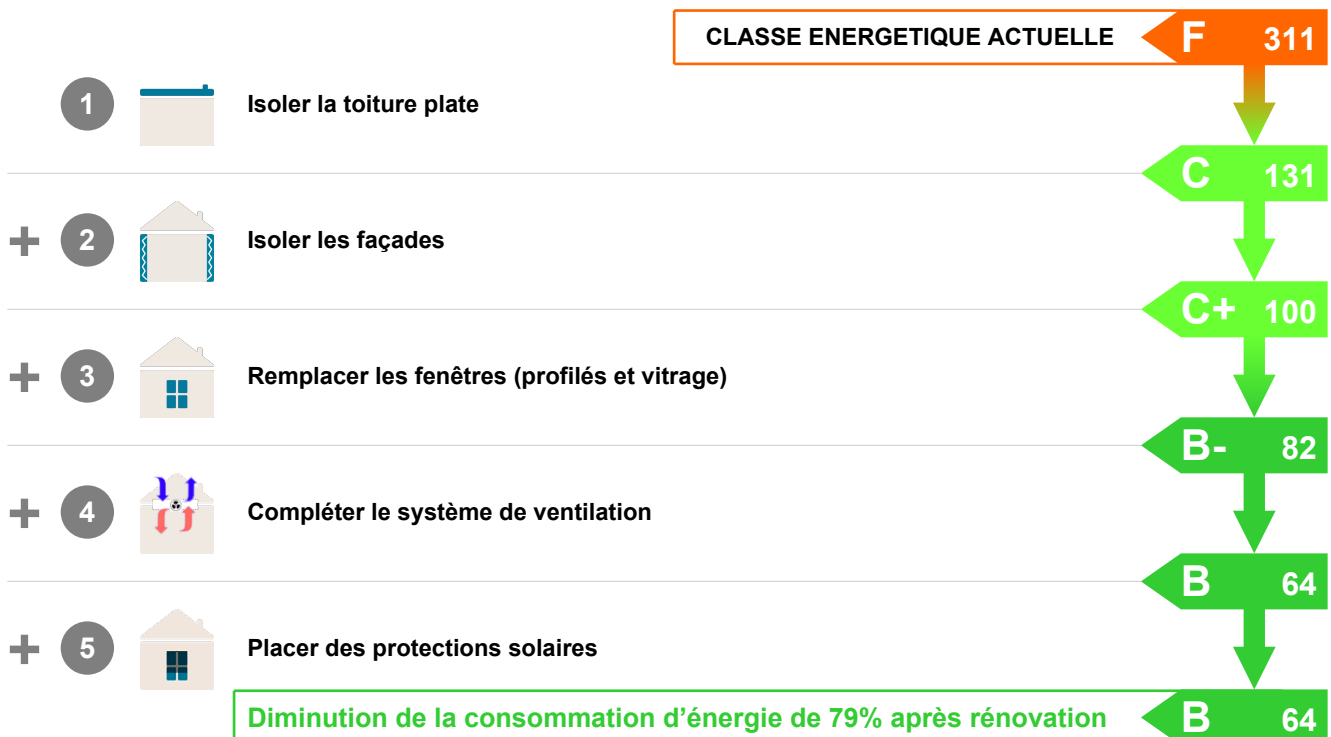 CLASSE ENERGETIQUE ACTUELLE F 311
1 Isoler la toiture plate
C 131
+ 2 Isoler les façades
C+ 100
+ 3 Remplacer les fenêtres (profilés et vitrage)
B- 82
+ 4 Compléter le système de ventilation
B 64
+ 5 Placer des protections solaires
Diminution de la consommation d’énergie de 79% après rénovation B 64